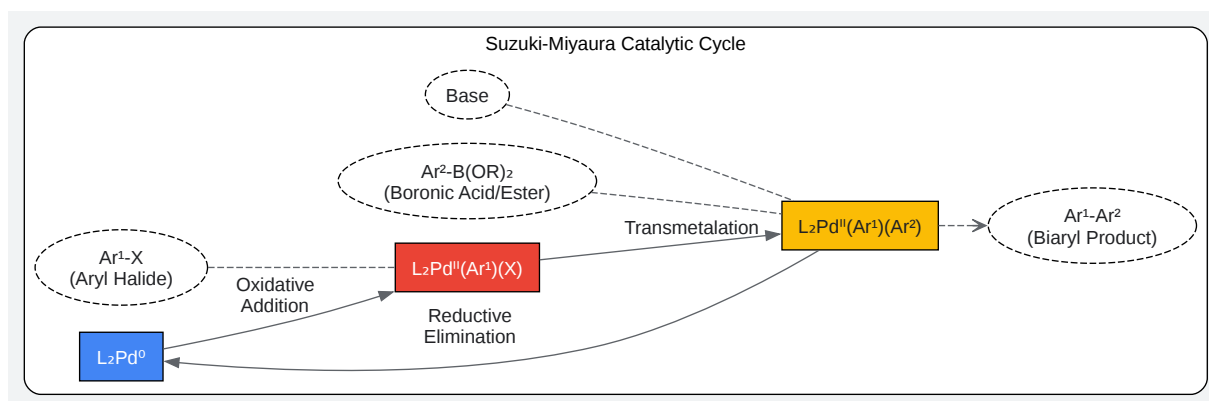 Suzuki-Miyaura Catalytic Cycle
Base
Ar²-B(OR)₂
(Boronic Acid/Ester)
Ar¹-X
(Aryl Halide)
Oxidative
Addition
L₂Pd⁰
L₂Pdᴵᴵ(Ar¹)(X)
Reductive
Elimination
Transmetalation
L₂Pdᴵᴵ(Ar¹)(Ar²)
Ar¹-Ar²
(Biaryl Product)